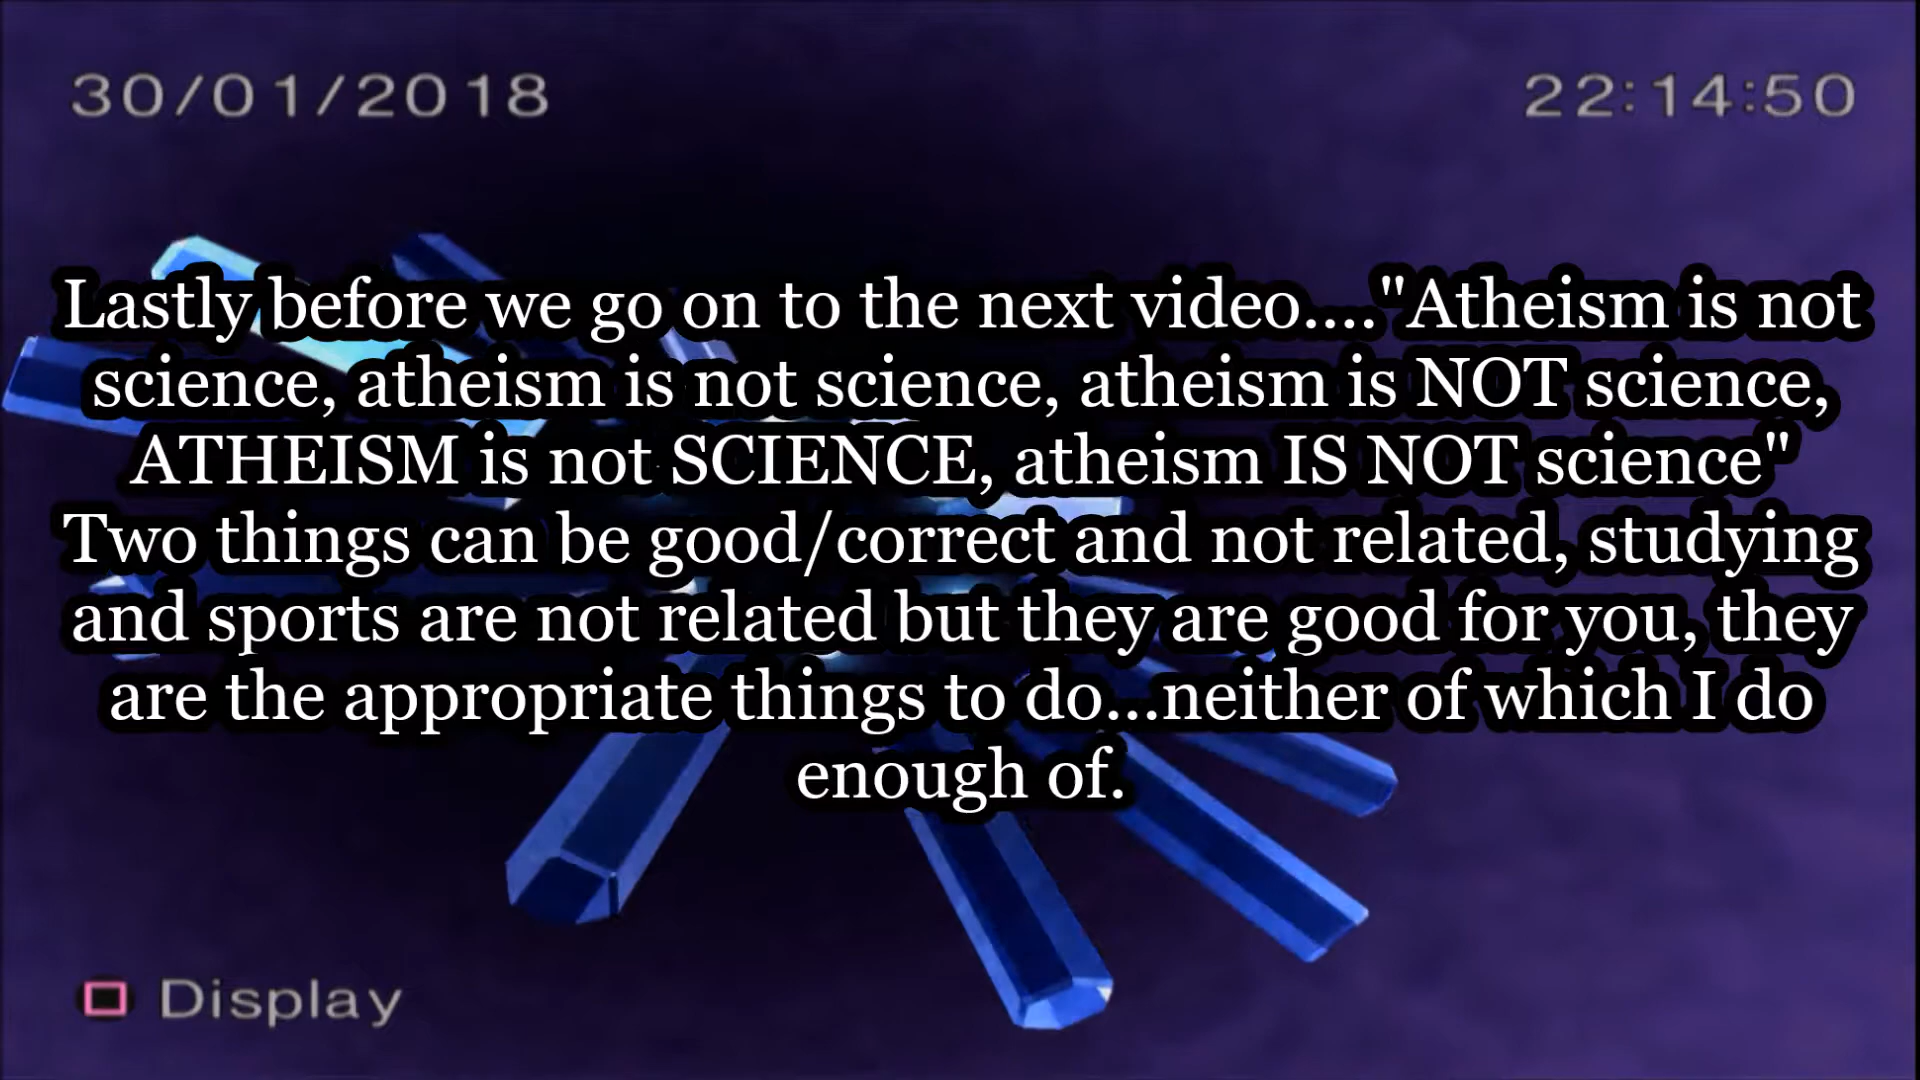 30/01/2018
22:14:50
Lastly before we go on to the next video...."Atheism is not
science, atheism is not science, atheism is NOT science,
ATHEISM is not SCIENCE, atheism IS NOT science"
Two things can be good/correct and not related, studying
and sports are not related but they are good for you, they
are the appropriate things to do...neither of which I do
enough of.
Display